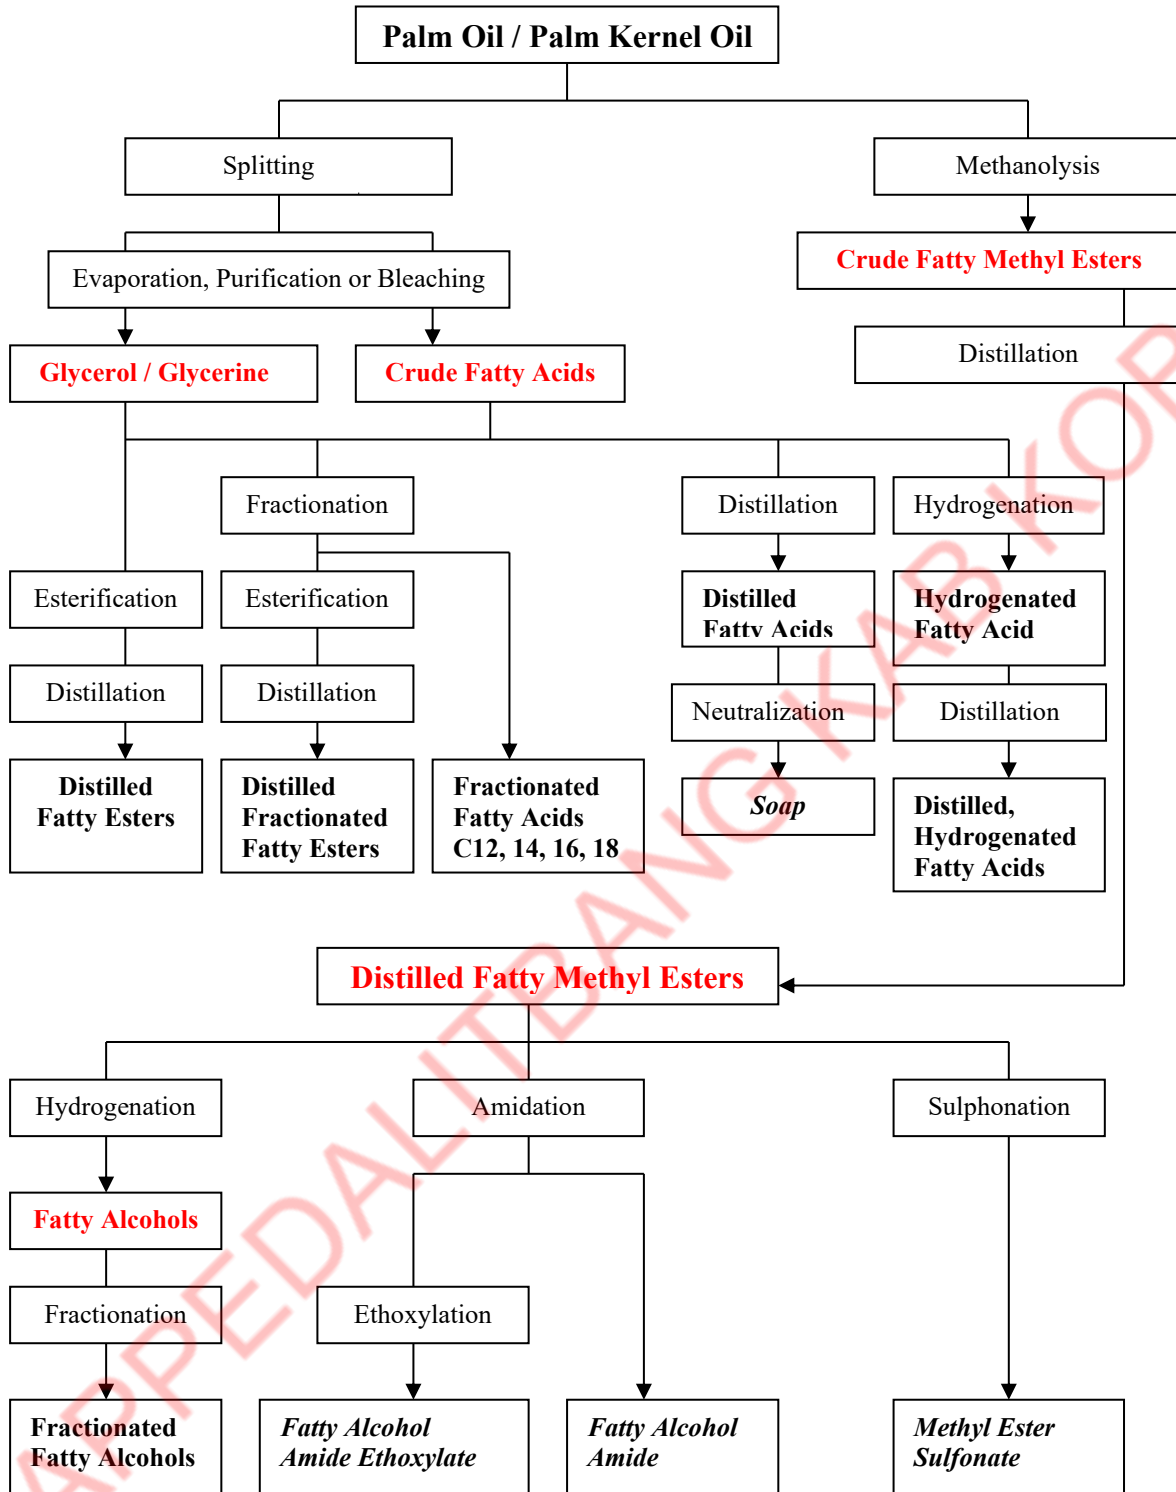 Palm Oil / Palm Kernel Oil
Splitting
Methanolysis
Evaporation, Purification or Bleaching
Crude Fatty Methyl Esters
Glycerol / Glycerine
Crude Fatty Acids
Distillation
Fractionation
Distillation
Hydrogenation
Esterification
Esterification
Distilled
Fatty Acids
Hydrogenated
Fatty Acid
Distillation
Distillation
Neutralization
Distillation
Distilled
Fatty Esters
Distilled
Fractionated
Fatty Esters
Fractionated
Fatty Acids
C12, 14, 16, 18
Soap
Distilled,
Hydrogenated
Fatty Acids
Distilled Fatty Methyl Esters
Hydrogenation
Amidation
Sulphonation
Fatty Alcohols
Fractionation
Ethoxylation
Fractionated
Fatty Alcohols
Fatty Alcohol
Amide Ethoxylate
Fatty Alcohol
Amide
Methyl Ester
Sulfonate
APPEDALITBANG KAB KOP